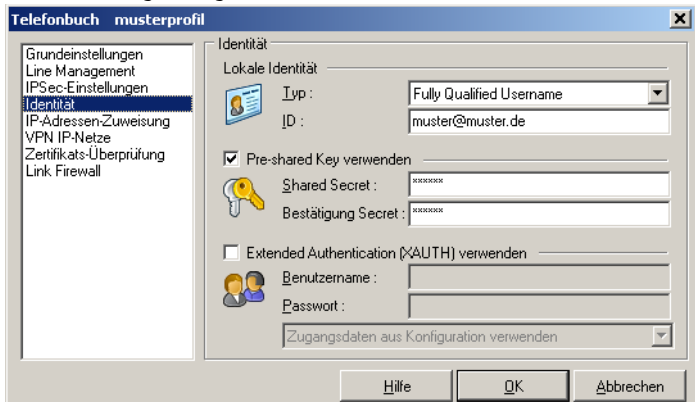 Telefonbuch musterprofil
Grundeinstellungen
Line Management
IPSec-Einstellungen
Identität
IP-Adressen-Zuweisung
VPN IP-Netze
Zertifikats-Überprüfung
Link Firewall
Identität
Lokale Identität
Typ :
Fully Qualified Username
ID :
muster@muster.de
Pre-shared Key verwenden
Shared Secret :
xxxxxx
Bestätigung Secret :
xxxxxx
Extended Authentication (XAUTH) verwenden
Benutzername :
Passwort :
Zugangsdaten aus Konfiguration verwenden
Hilfe
OK
Abbrechen